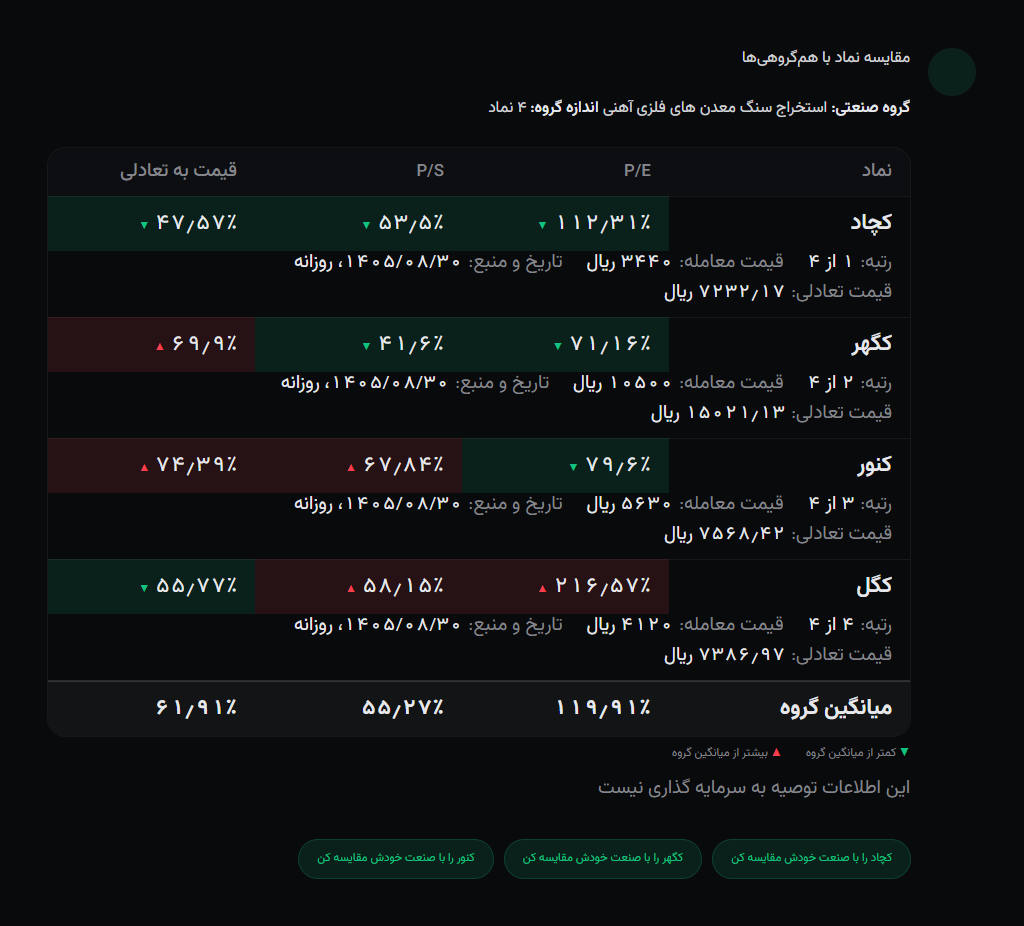 مقایسه نماد با هم‌گروهی‌ها
گروه صنعتی: استخراج سنگ معدن های فلزی آهنی اندازه گروه: ۴ نماد
نماد P/E P/S قیمت به تعادلی
کچاد ۱۱۲٫۳۱٪ ▼ ۵۳٫۵٪ ▼ ۴۷٫۵۷٪ ▼
رتبه: ۱ از ۴ قیمت معامله: ۳۴۴۰ ریال تاریخ و منبع: ۱۴۰۵/۰۸/۳۰، روزانه
قیمت تعادلی: ۷۲۳۲٫۱۷ ریال
کگهر ۷۱٫۱۶٪ ▼ ۴۱٫۶٪ ▼ ۶۹٫۹٪ ▲
رتبه: ۲ از ۴ قیمت معامله: ۱۰۵۰۰ ریال تاریخ و منبع: ۱۴۰۵/۰۸/۳۰، روزانه
قیمت تعادلی: ۱۵۰۲۱٫۱۳ ریال
کنور ۷۹٫۶٪ ▼ ۶۷٫۸۴٪ ▲ ۷۴٫۳۹٪ ▲
رتبه: ۳ از ۴ قیمت معامله: ۵۶۳۰ ریال تاریخ و منبع: ۱۴۰۵/۰۸/۳۰، روزانه
قیمت تعادلی: ۷۵۶۸٫۴۲ ریال
کگل ۲۱۶٫۵۷٪ ▲ ۵۸٫۱۵٪ ▲ ۵۵٫۷۷٪ ▼
رتبه: ۴ از ۴ قیمت معامله: ۴۱۲۰ ریال تاریخ و منبع: ۱۴۰۵/۰۸/۳۰، روزانه
قیمت تعادلی: ۷۳۸۶٫۹۷ ریال
میانگین گروه ۱۱۹٫۹۱٪ ۵۵٫۲۷٪ ۶۱٫۹۱٪
▼ کمتر از میانگین گروه ▲ بیشتر از میانگین گروه
این اطلاعات توصیه به سرمایه گذاری نیست
کچاد را با صنعت خودش مقایسه کن کگهر را با صنعت خودش مقایسه کن کنور را با صنعت خودش مقایسه کن